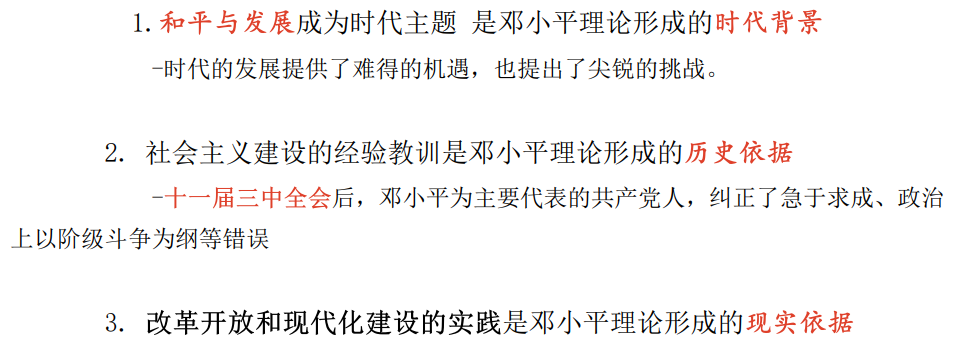 1.和平与发展成为时代主题 是邓小平理论形成的时代背景
-时代的发展提供了难得的机遇，也提出了尖锐的挑战。
2. 社会主义建设的经验教训是邓小平理论形成的历史依据
-十一届三中全会后，邓小平为主要代表的共产党人，纠正了急于求成、政治
上以阶级斗争为纲等错误
3. 改革开放和现代化建设的实践是邓小平理论形成的现实依据